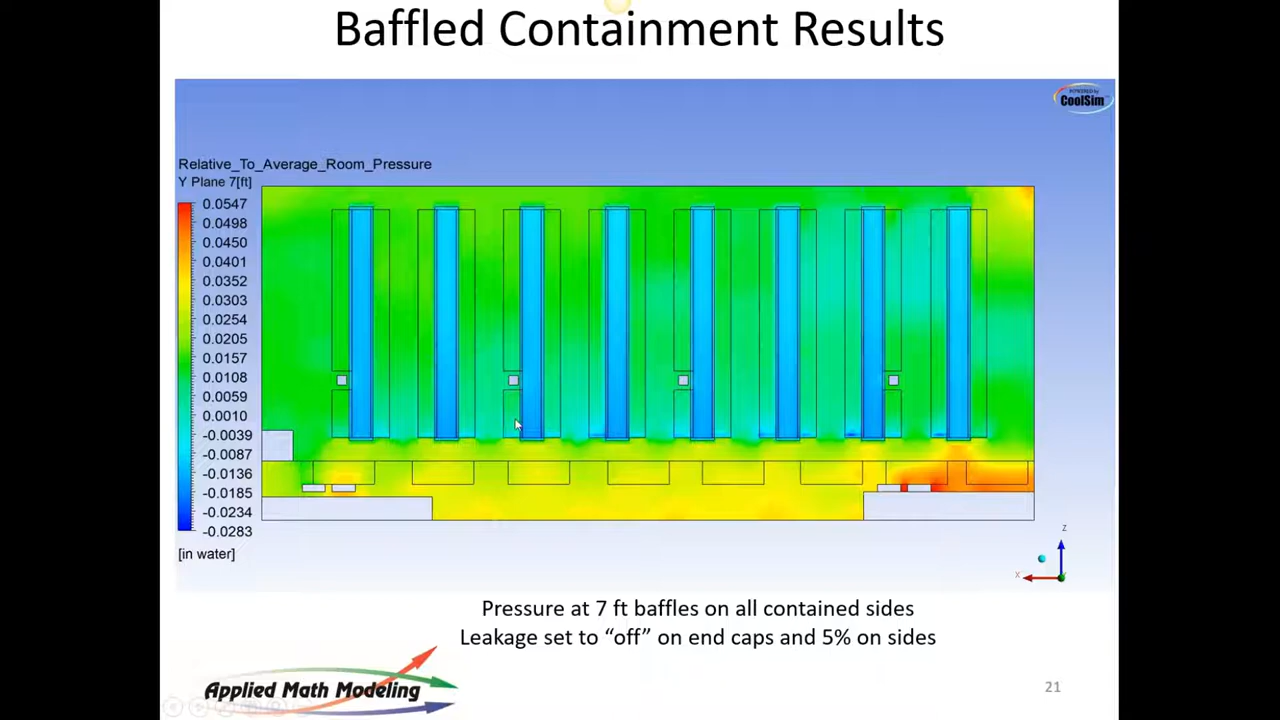 Baffled Containment Results
POWERED by
CoolSim
Relative_To_Average_Room_Pressure
Y Plane 7[ft]
0.0547
0.0498
0.0450
0.0401
0.0352
0.0303
0.0254
0.0205
0.0157
0.0108
0.0059
0.0010
-0.0039
-0.0087
-0.0136
-0.0185
-0.0234
-0.0283
[in water]
Z
X
Y
Pressure at 7 ft baffles on all contained sides
Leakage set to “off” on end caps and 5% on sides
Applied Math Modeling
21